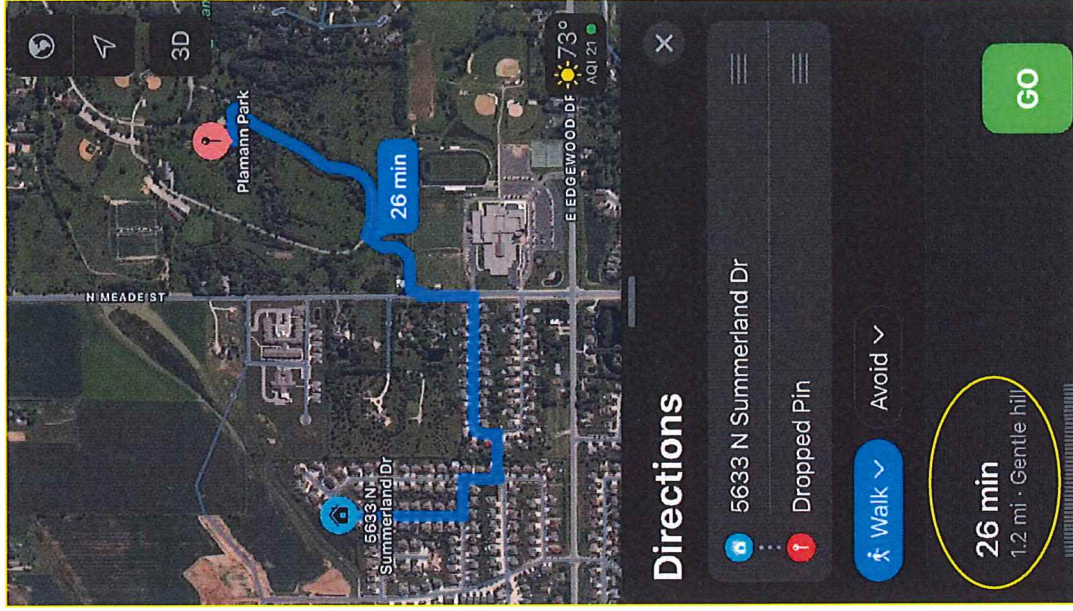 3D
Plamann Park
26 min
N MEADE ST
5633 N
Summerland Dr
E EDGEWOOD DR
73°
AQI 21
Directions
5633 N Summerland Dr
Dropped Pin
Walk
Avoid
26 min
1.2 mi · Gentle hill
GO